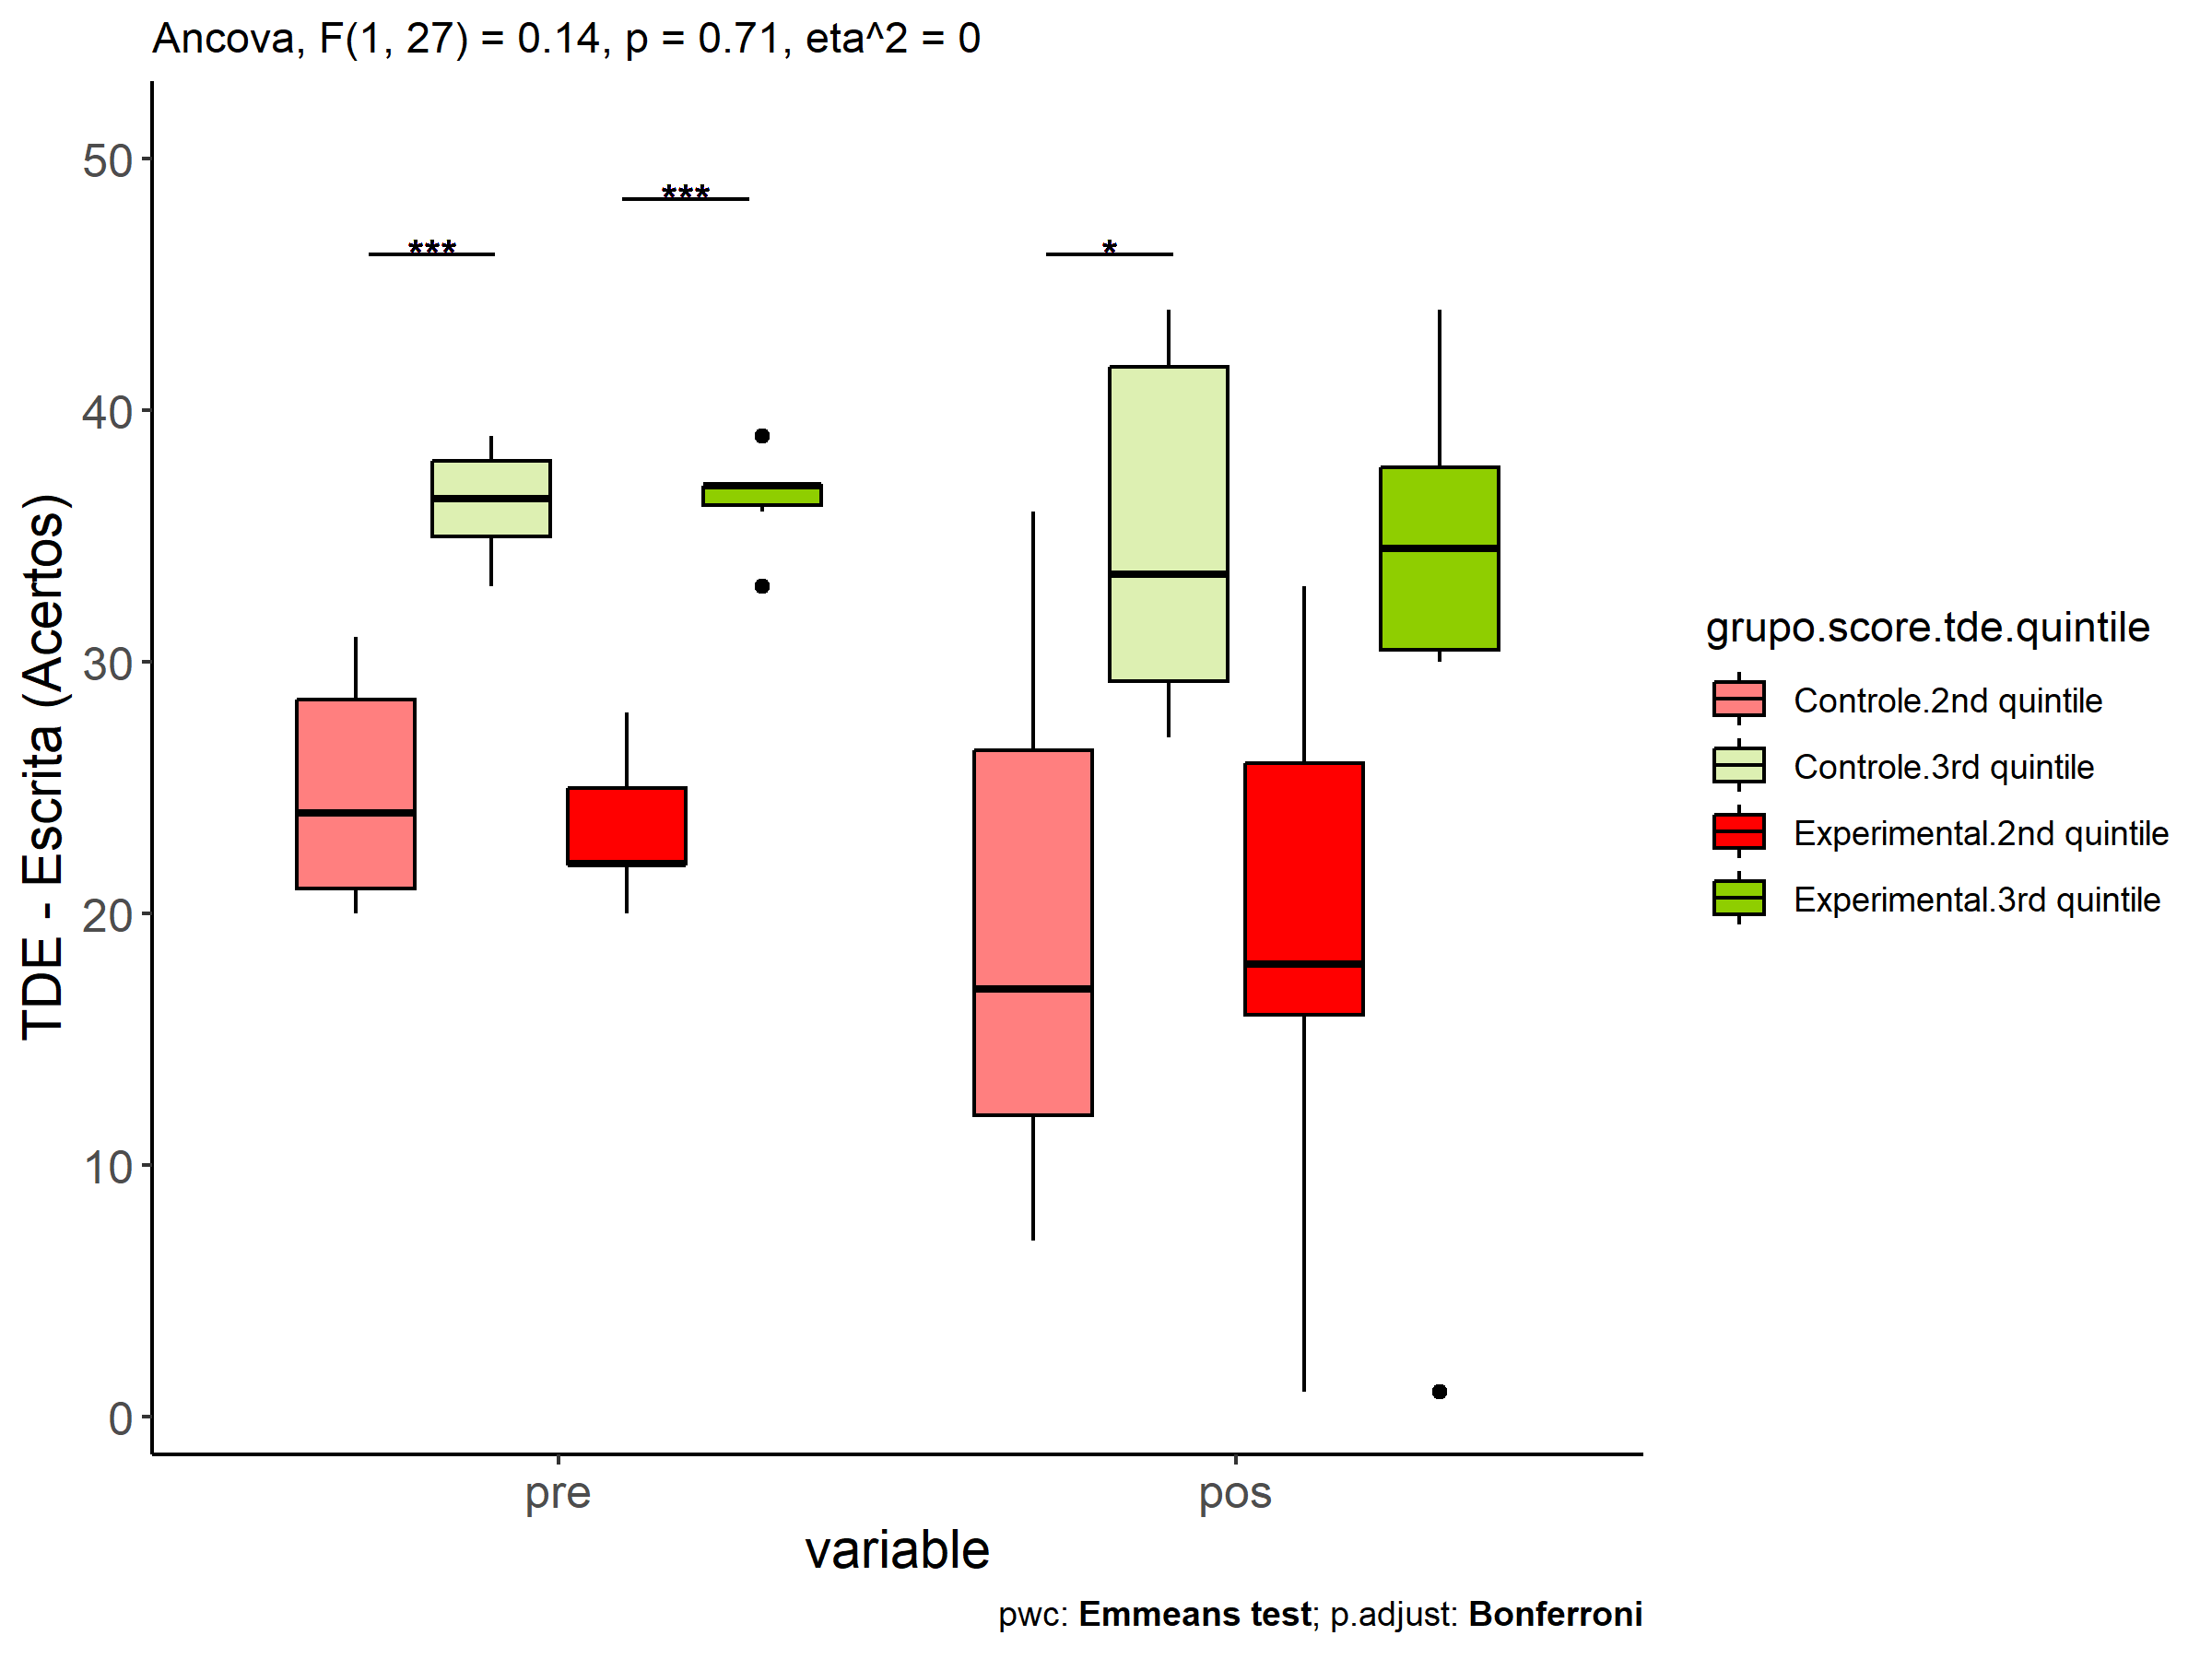 Ancova, F(1, 27) = 0.14, p = 0.71, eta^2 = 0
TDE - Escrita (Acertos)
50
40
30
20
10
0
***
***
*
pre
pos
variable
grupo.score.tde.quintile
Controle.2nd quintile
Controle.3rd quintile
Experimental.2nd quintile
Experimental.3rd quintile
pwc: Emmeans test; p.adjust: Bonferroni